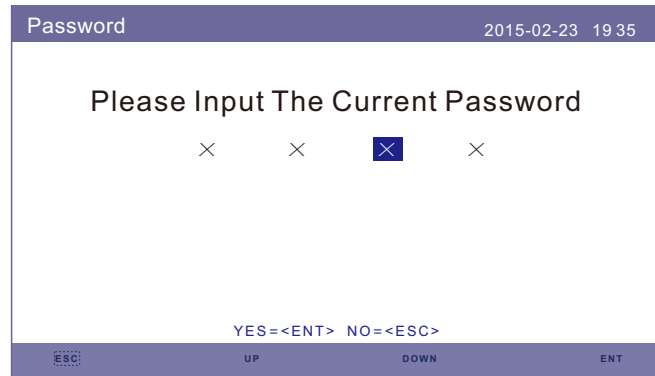 Password 2015-02-23 19 35
Please Input The Current Password
× × × ×
YES=<ENT> NO=<ESC>
ESC UP DOWN ENT